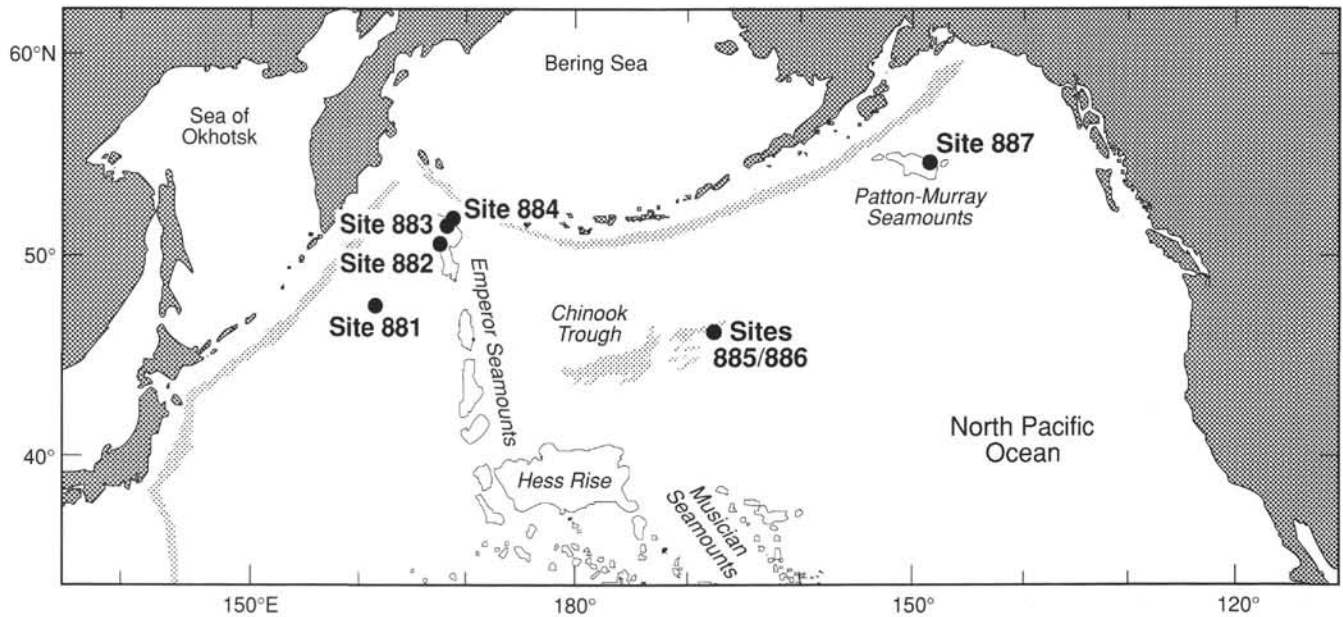 60°N
Bering Sea
Sea of
Okhotsk
Site 887
Patton-Murray
Seamounts
Site 884
Site 883
Site 882
50°
Emperor Seamounts
Chinook
Trough
Site 881
Sites
885/886
North Pacific
Ocean
40°
Hess Rise
Musician
Seamounts
150°E
180°
150°
120°